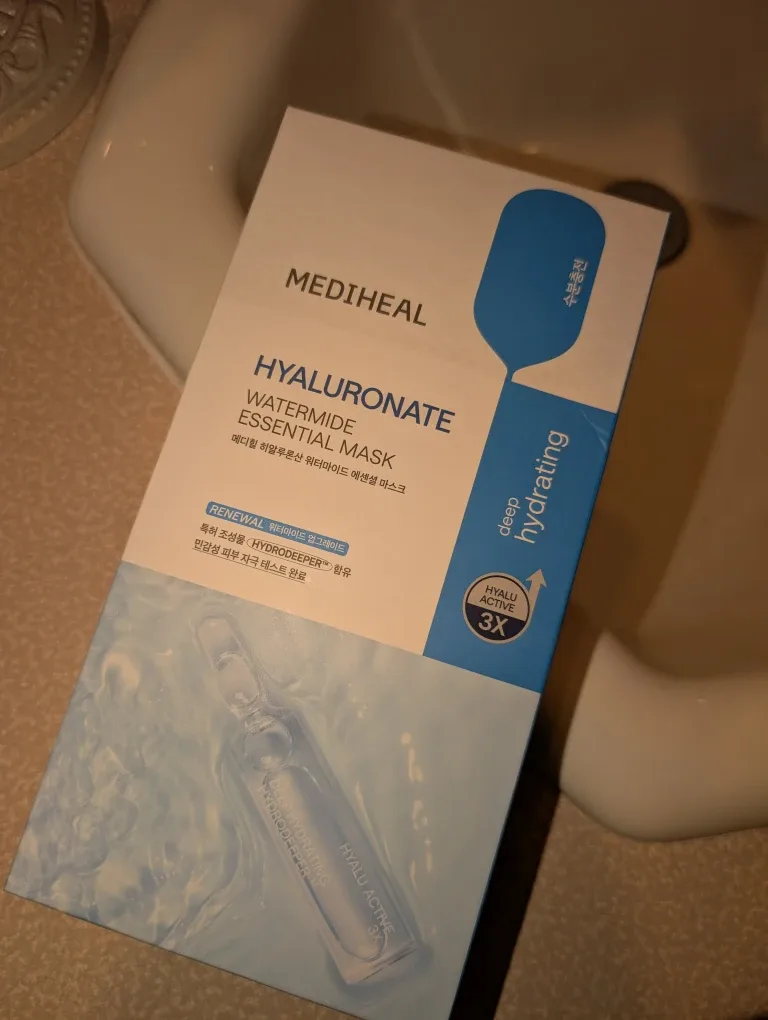 수분충전
MEDIHEAL
HYALURONATE
WATERMIDE
ESSENTIAL MASK
메디힐 히알루론산 워터마이드 에센셜 마스크
deep
hydrating
RENEWAL 워터마이드 업그레이드
특허 조성물 HYDRODEEPER™ 함유
민감성 피부 자극 테스트 완료
HYALU
ACTIVE
3X
HYDRODEEPER™
HYALU ACTIVE
3X